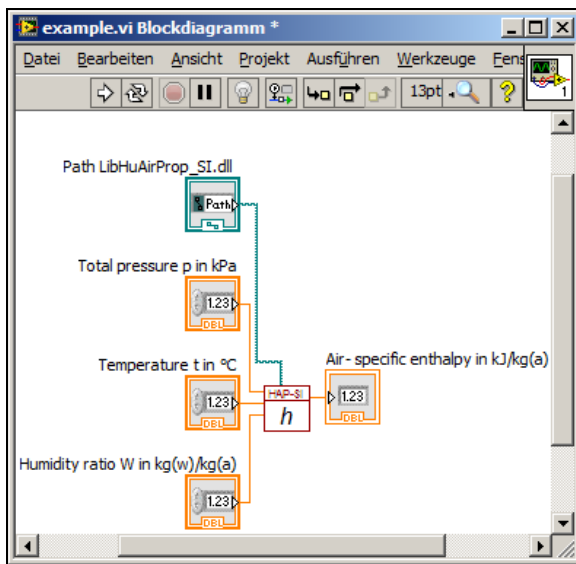 example.vi Blockdiagramm *
Datei Bearbeiten Ansicht Projekt Ausführen Werkzeuge Fens
13pt
?
1
Path LibHuAirProp_SI.dll
Path
Total pressure p in kPa
1.23
DBL
Temperature t in °C
1.23
DBL
HAP-SI
h
Air- specific enthalpy in kJ/kg(a)
1.23
DBL
Humidity ratio W in kg(w)/kg(a)
1.23
DBL